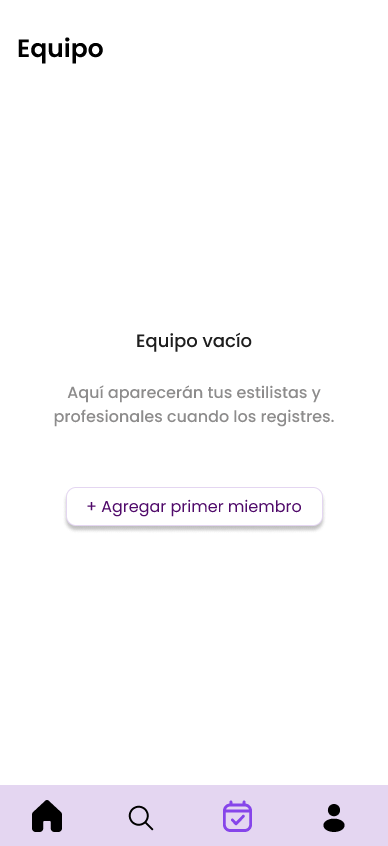 Equipo
Equipo vacío
Aquí aparecerán tus estilistas y
profesionales cuando los registres.
+ Agregar primer miembro